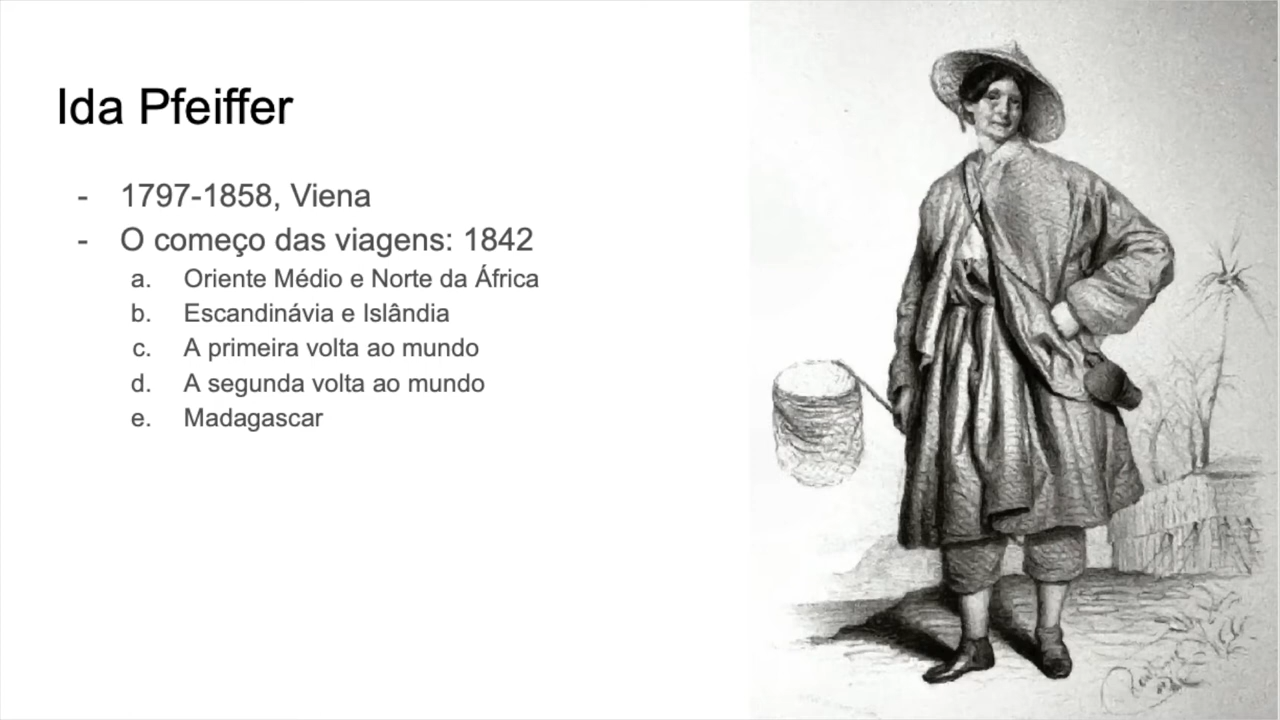 Ida Pfeiffer
- 1797-1858, Viena
- O começo das viagens: 1842
a. Oriente Médio e Norte da África
b. Escandinávia e Islândia
c. A primeira volta ao mundo
d. A segunda volta ao mundo
e. Madagascar